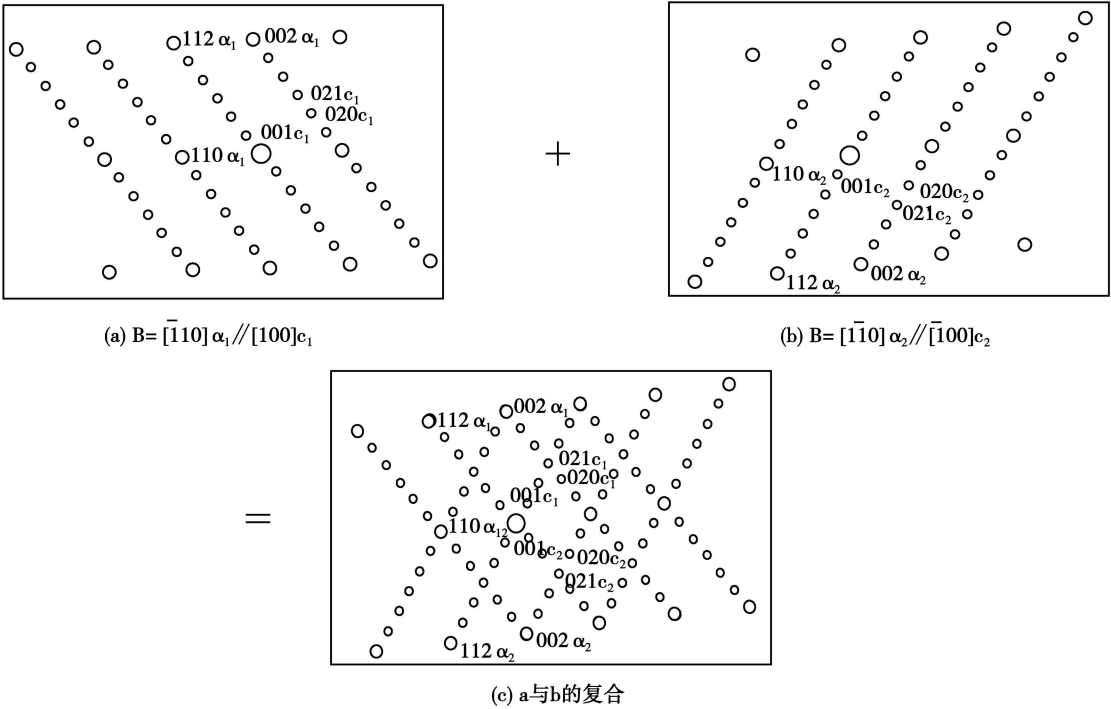 112 α₁ 002 α₁
021c₁
020c₁
001c₁
110 α₁
(a) B= [1̄10] α₁ // [100]c₁
+
110 α₂
001c₂ 020c₂
021c₂
002 α₂
112 α₂
(b) B= [11̄0] α₂ // [1̄00]c₂
=
112 α₁ 002 α₁
021c₁
020c₁
001c₁
110 α₁₂
001c₂ 020c₂
021c₂
002 α₂
112 α₂
(c) a与b的复合